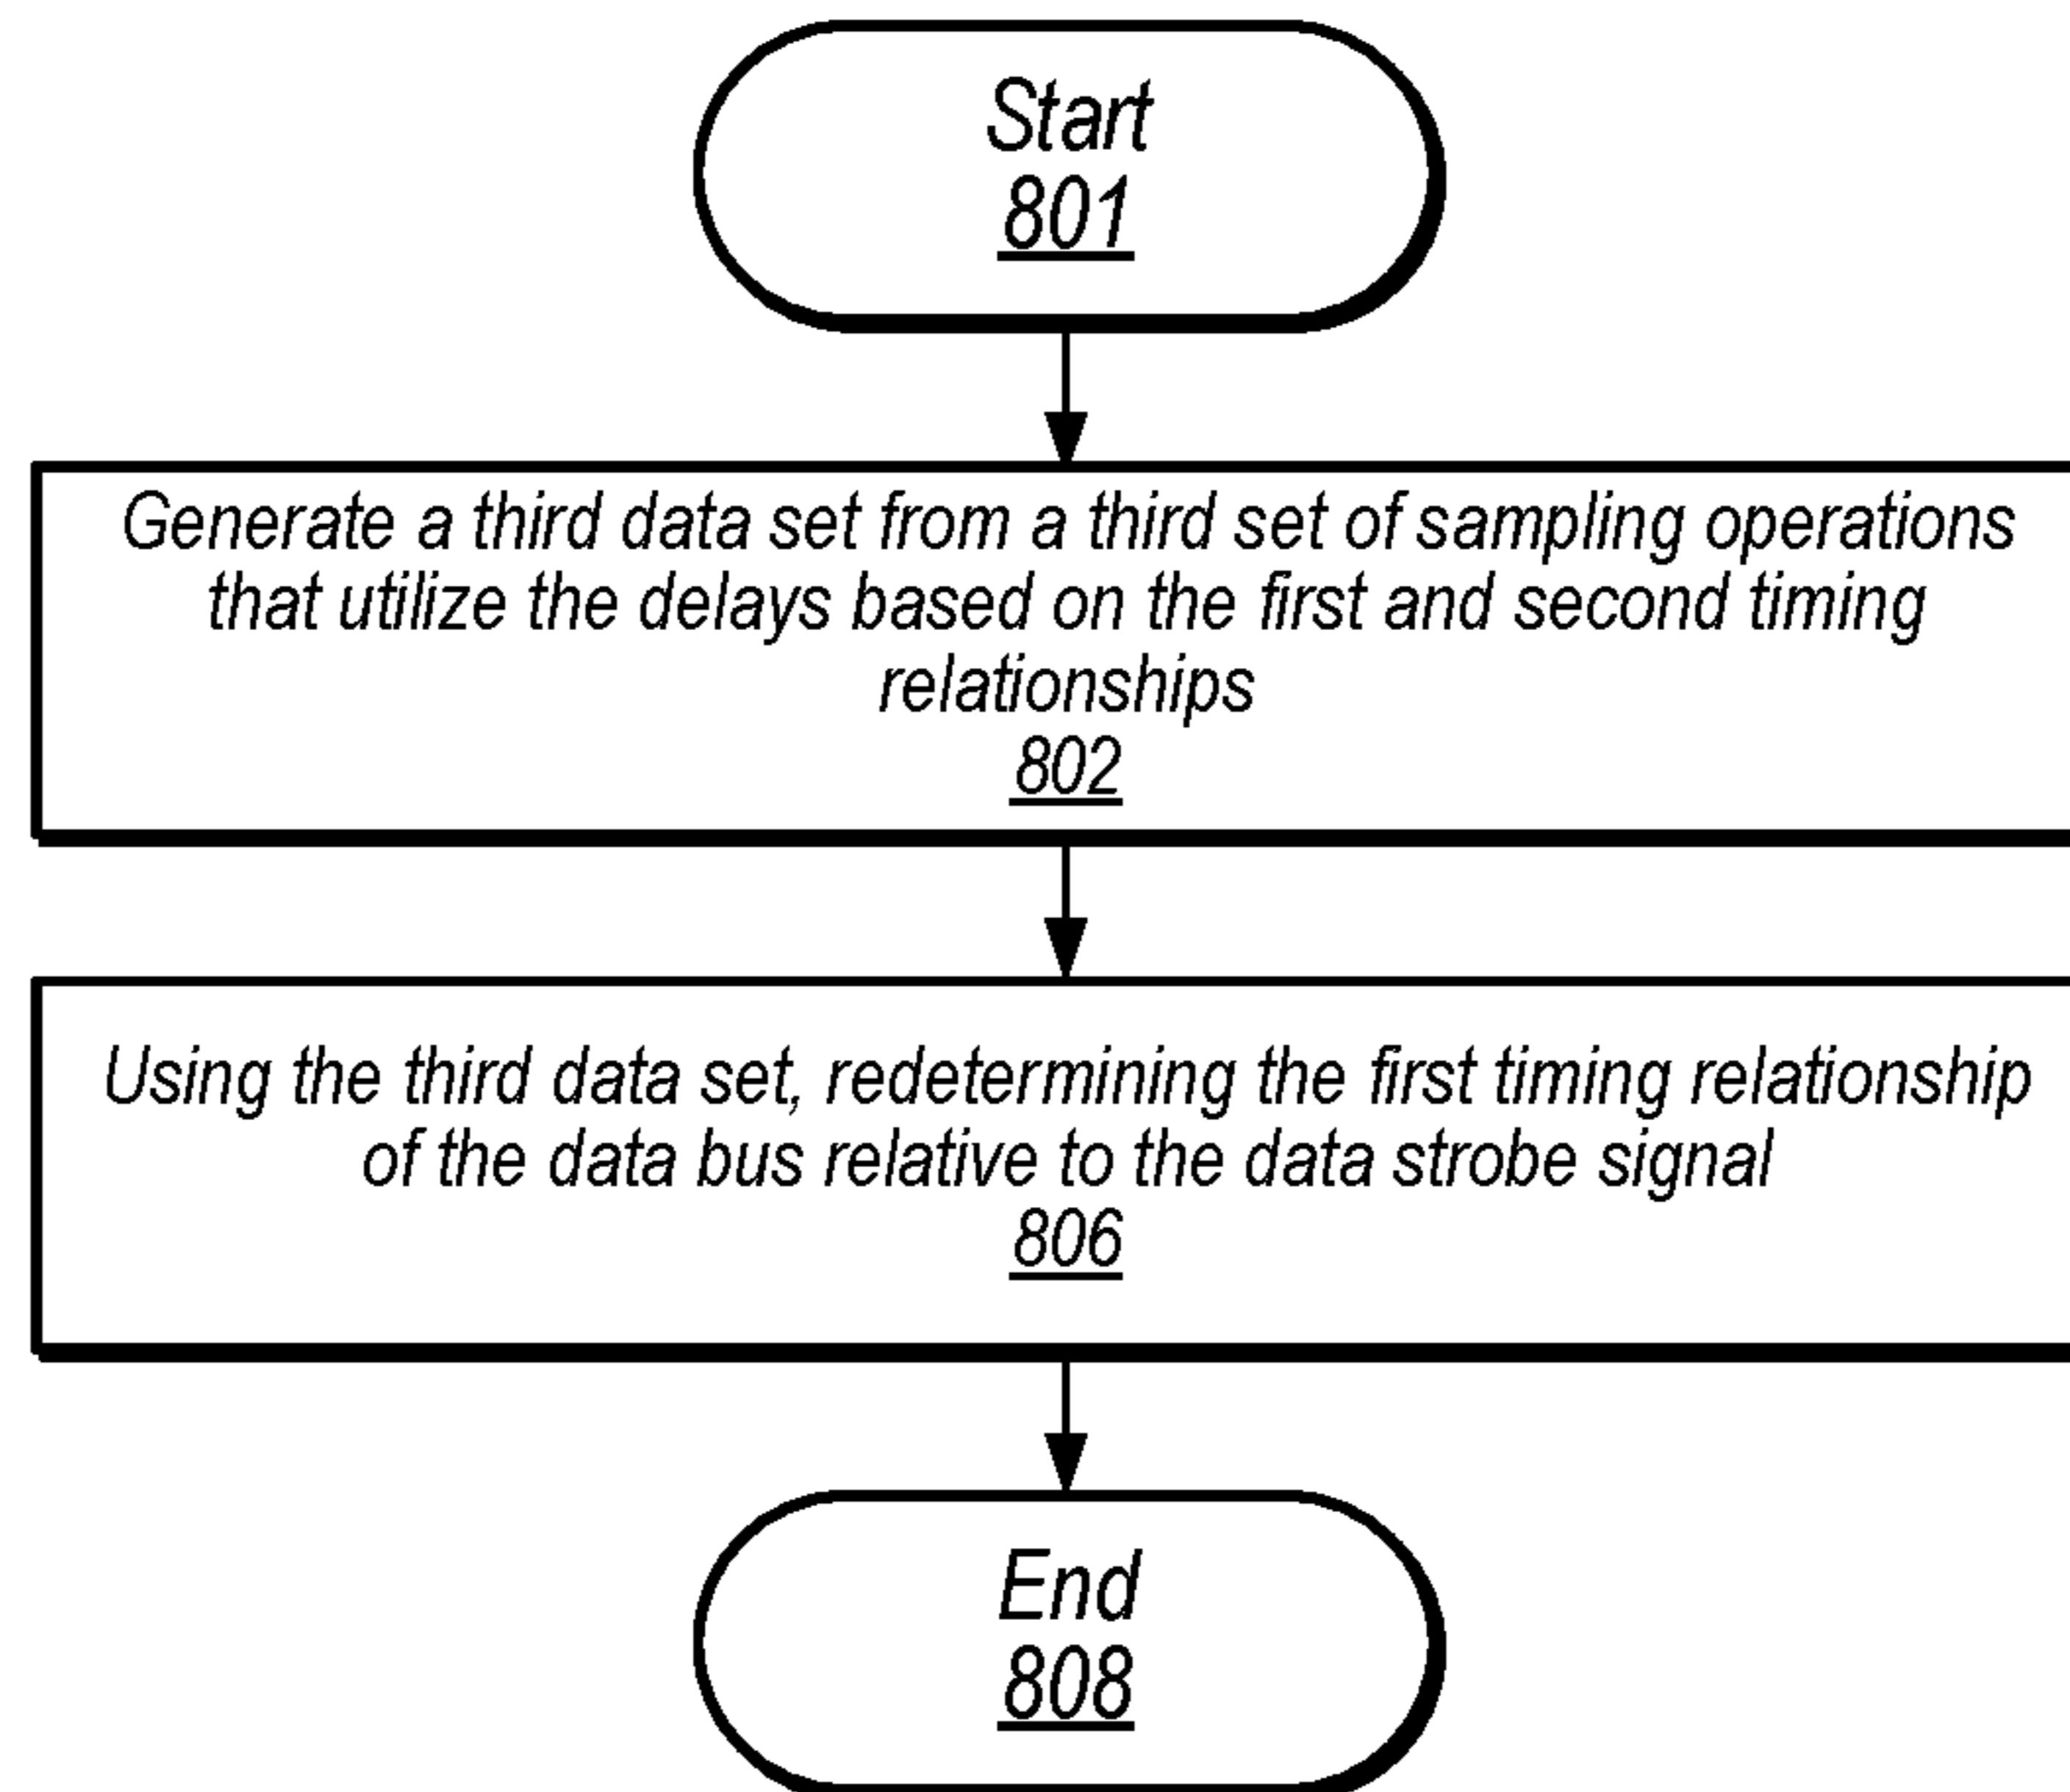 Start
801
Generate a third data set from a third set of sampling operations
that utilize the delays based on the first and second timing
relationships
802
Using the third data set, redetermining the first timing relationship
of the data bus relative to the data strobe signal
806
End
808